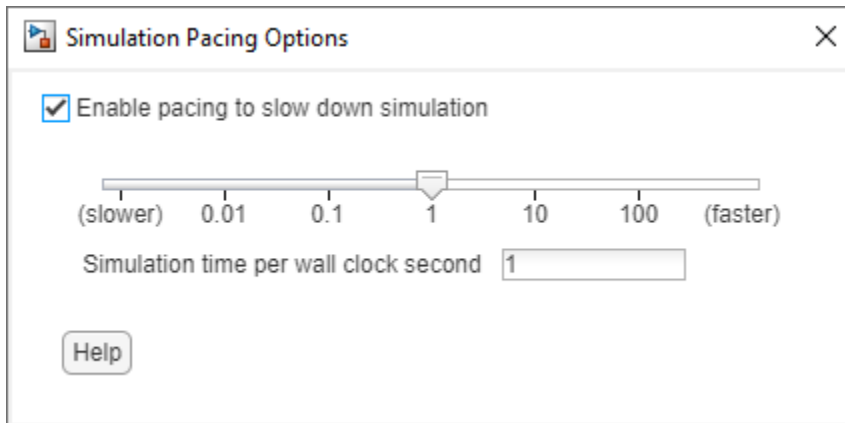 Simulation Pacing Options
Enable pacing to slow down simulation
(slower) 0.01 0.1 1 10 100 (faster)
Simulation time per wall clock second 1
Help